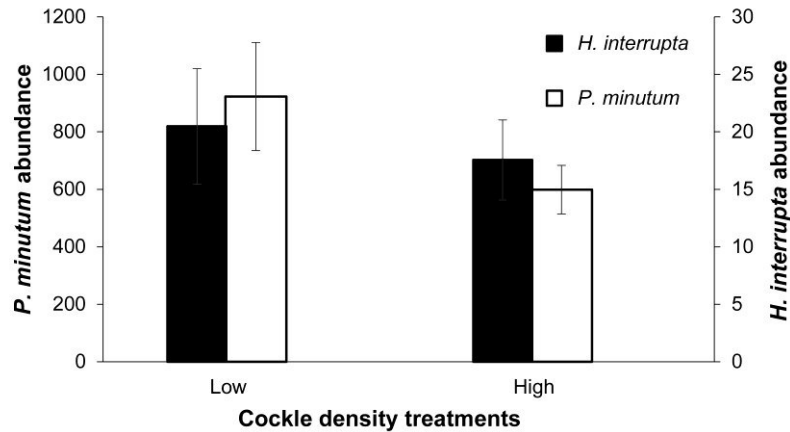 1200
1000
800
600
400
200
0
P. minutum abundance
H. interrupta
P. minutum
30
25
20
15
10
5
0
H. interrupta abundance
Low
High
Cockle density treatments